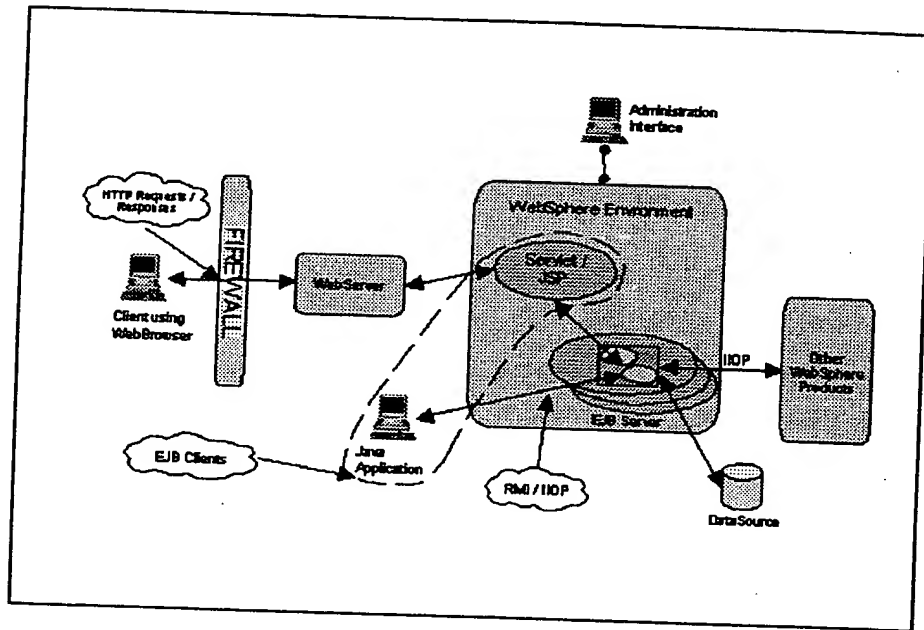 Administration
Interface
HTTP Requests /
Responses
FIREWALL
WebSphere Environment
Servlet /
JSP
WebServer
Client using
WebBrowser
IIOP
Other
WebSphere
Products
EJB Server
Java
Application
EJB Clients
RMI / IIOP
DataSource